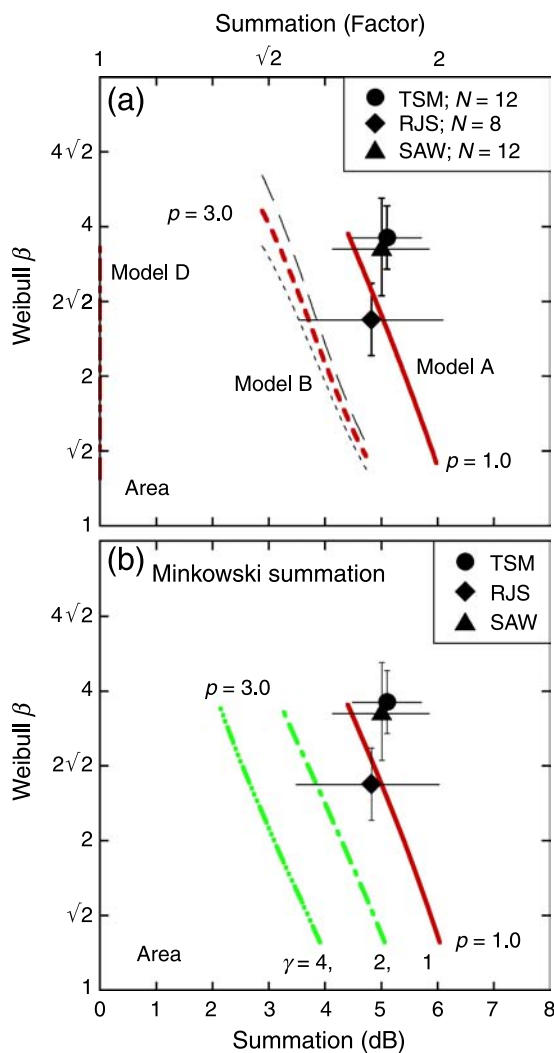 Summation (Factor)
1 √2 2
(a)
TSM; N = 12
RJS; N = 8
SAW; N = 12
4√2
p = 3.0
4
Model D
Weibull β
2√2
Model A
Model B
2
√2
p = 1.0
Area
1
(b)
Minkowski summation
TSM
RJS
SAW
4√2
p = 3.0
4
Weibull β
2√2
2
√2
p = 1.0
Area
γ = 4, 2, 1
1
0 1 2 3 4 5 6 7 8
Summation (dB)